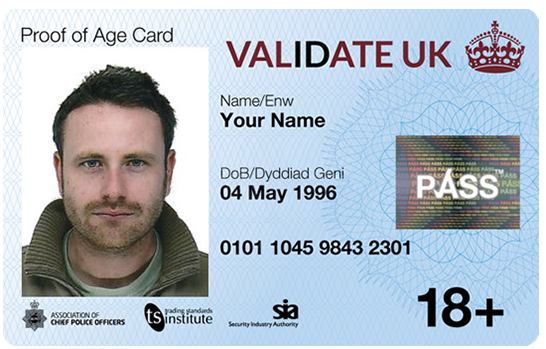 Proof of Age Card
VALIDATE UK
Name/Enw
Your Name
DoB/Dyddiad Geni
04 May 1996
PASS™
0101 1045 9843 2301
18+
ASSOCIATION OF
CHIEF POLICE OFFICERS
ts trading standards
institute
sia
Security Industry Authority